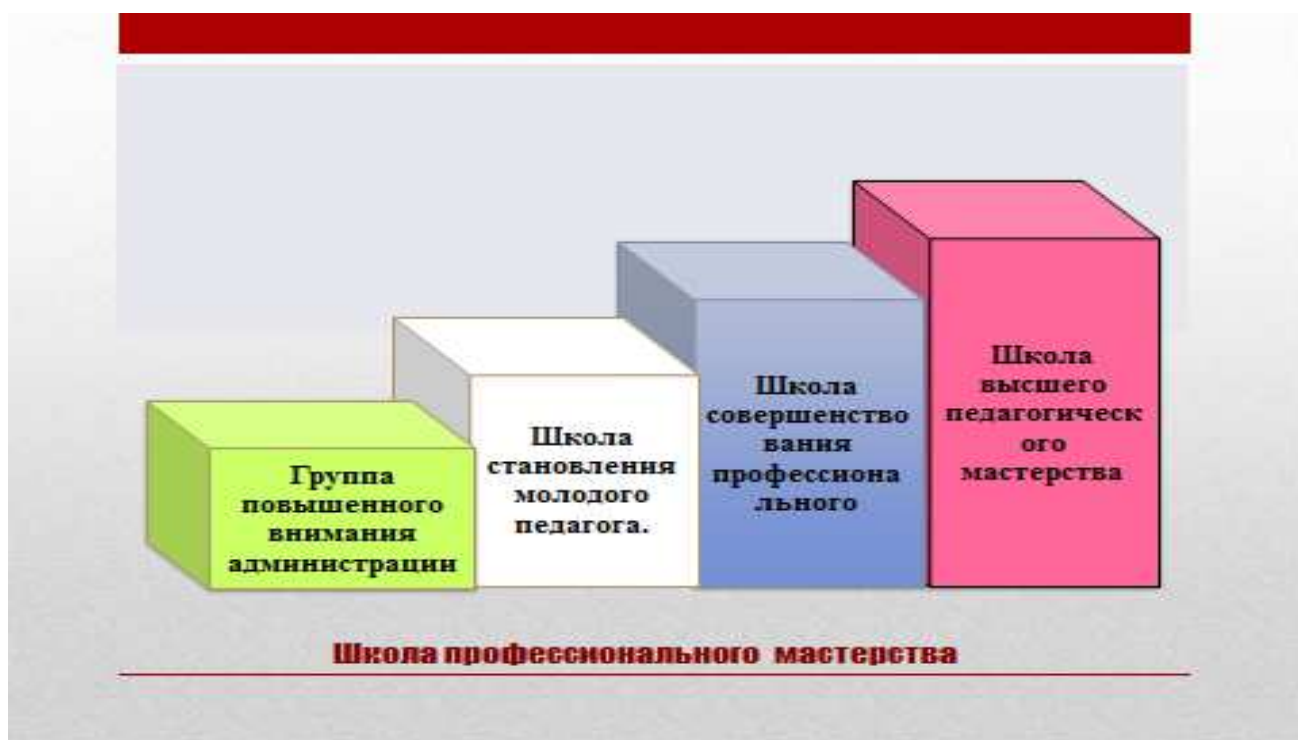 Группа
повышенного
внимания
администрации
Школа
становления
молодого
педагога.
Школа
совершенство
вания
профессиона
льного
Школа
высшего
педагогическ
ого
мастерства
Школа профессионального мастерства